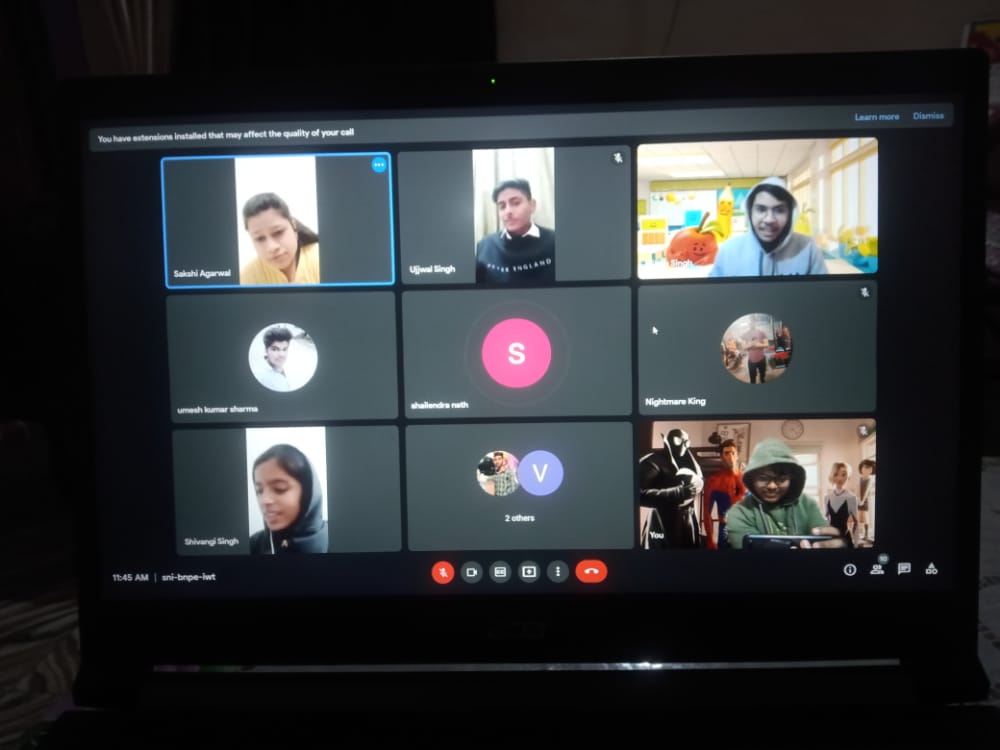 You have extensions installed that may affect the quality of your call
Learn more
Dismiss
Sakshi Agarwal
Ujjwal Singh
NEVER ENGLAND
Singh
umesh kumar sharma
S
shailendra nath
Nightmare King
Shivangi Singh
V
2 others
You
11:45 AM | sni-bnpe-iwt
10